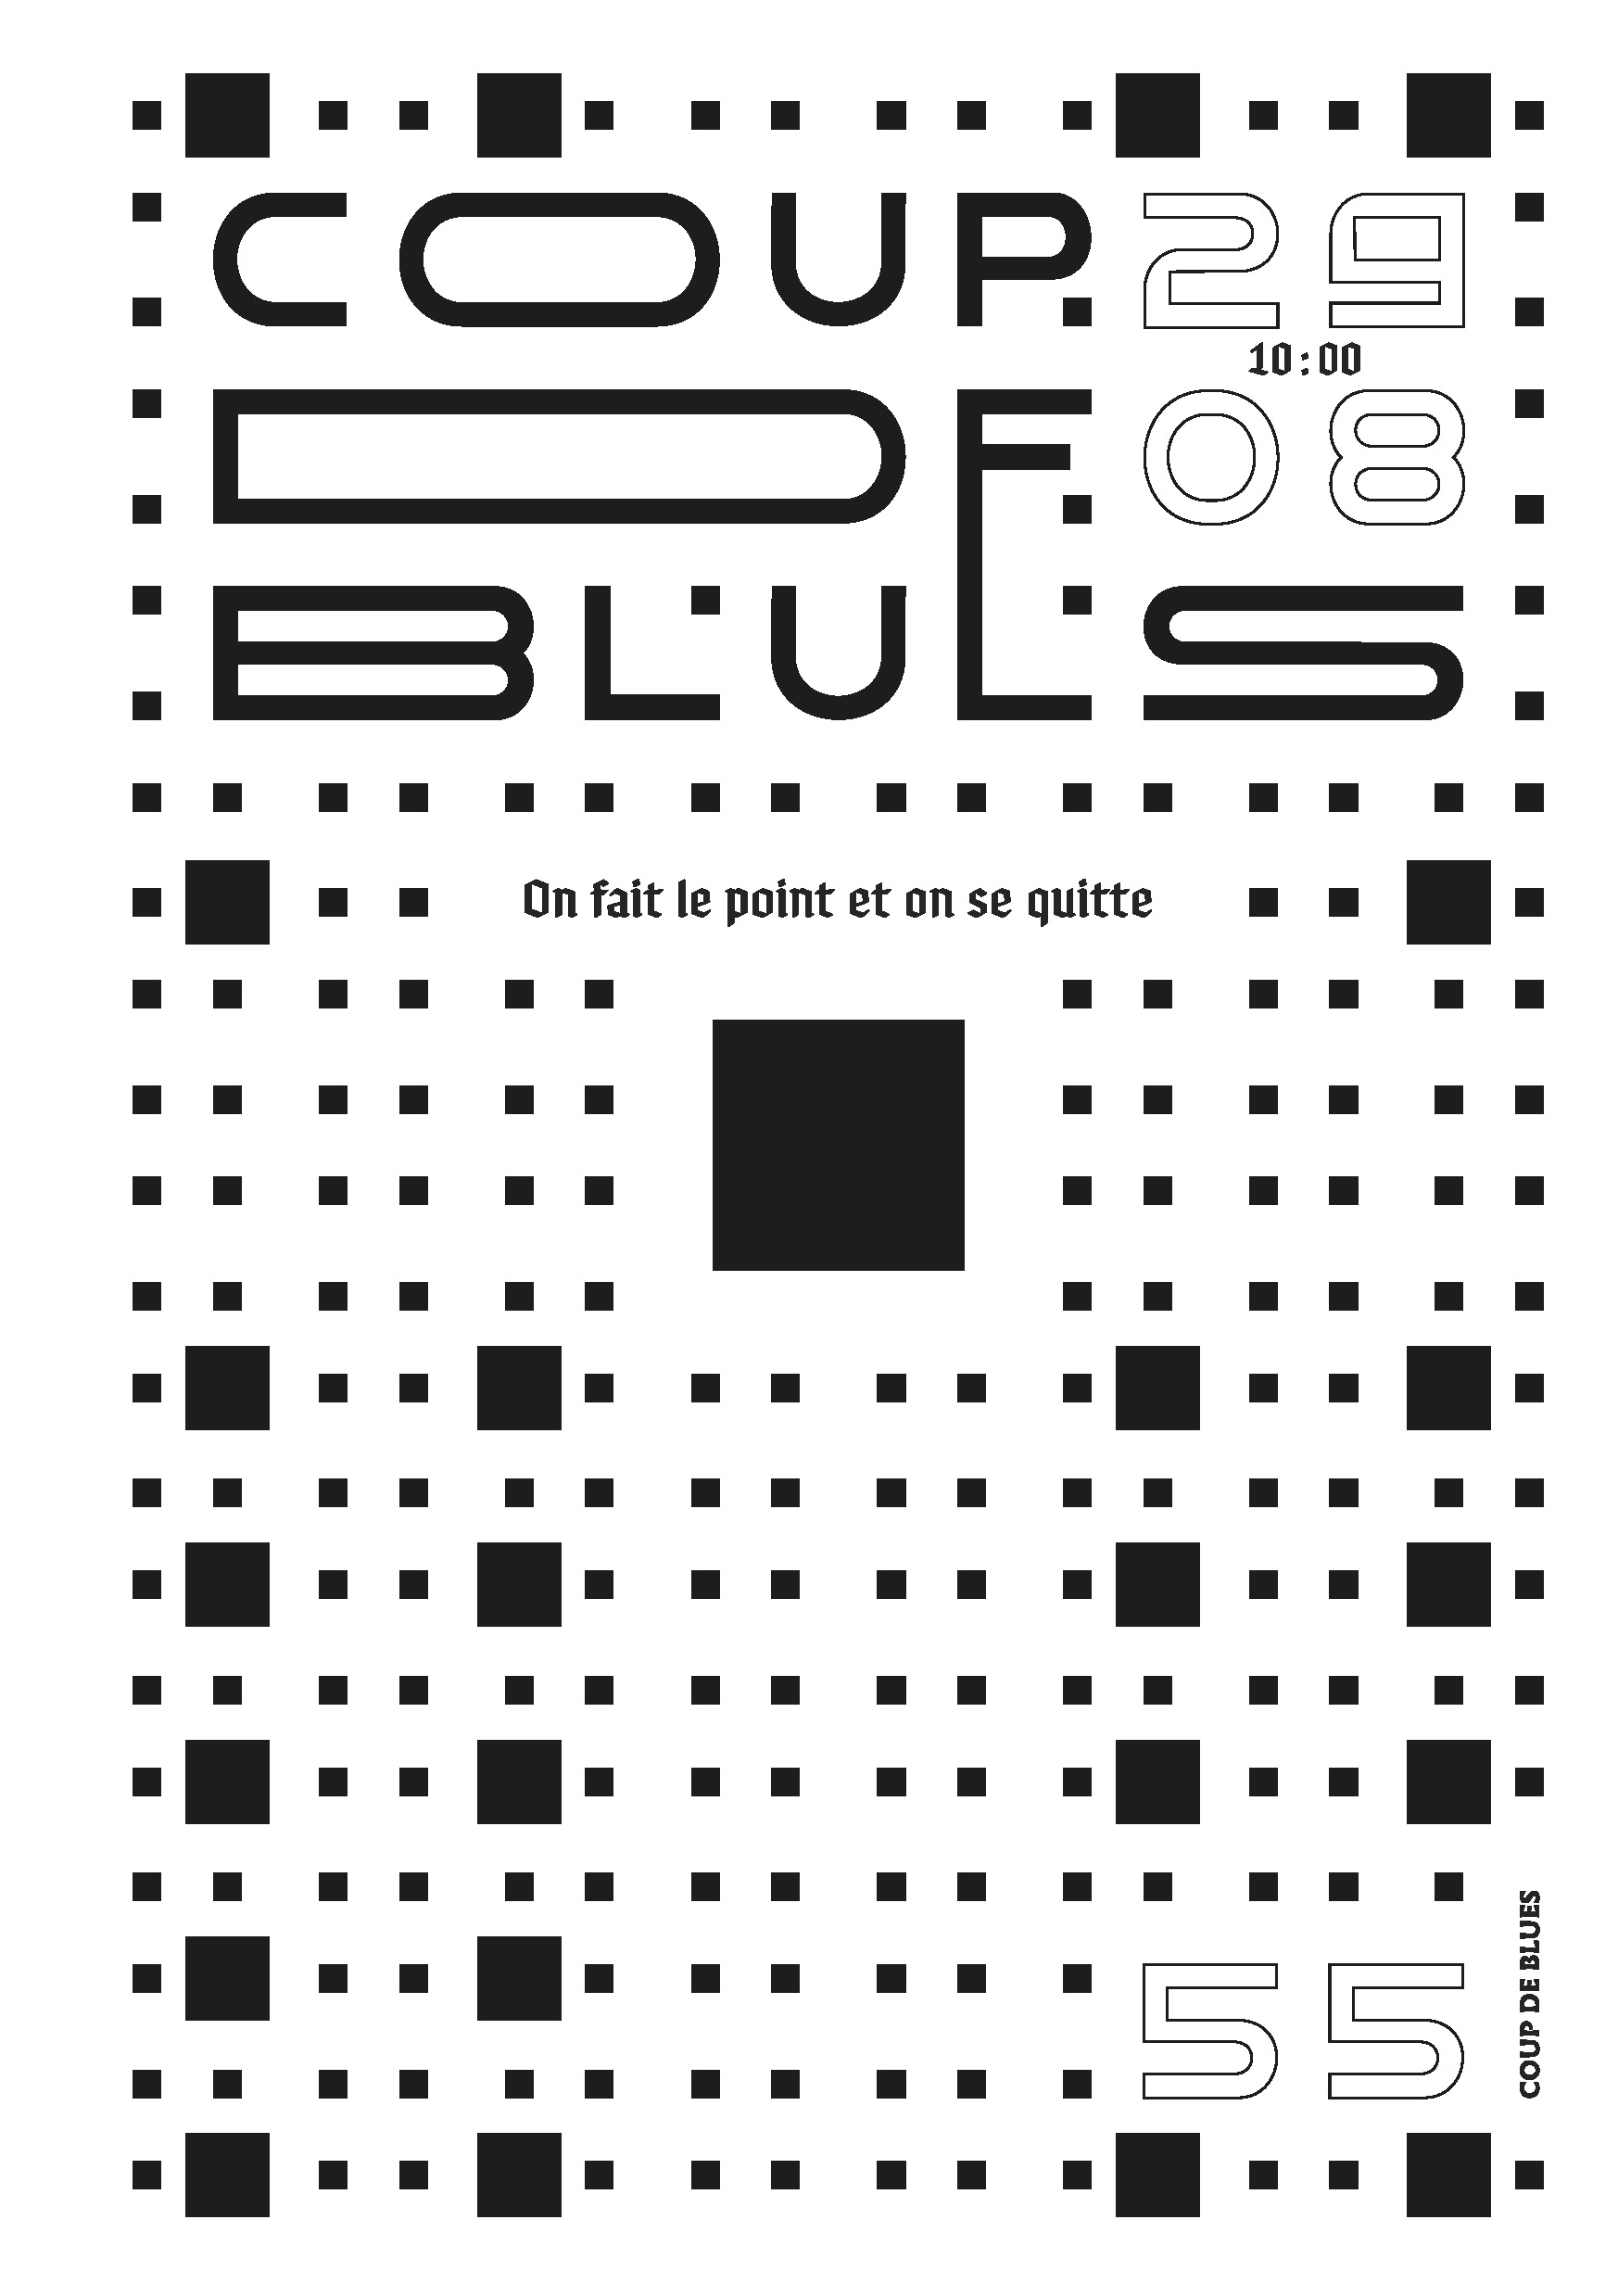 COUP 29
10:00
DE 08
BLUES
On fait le point et on se quitte
55
COUP DE BLUES